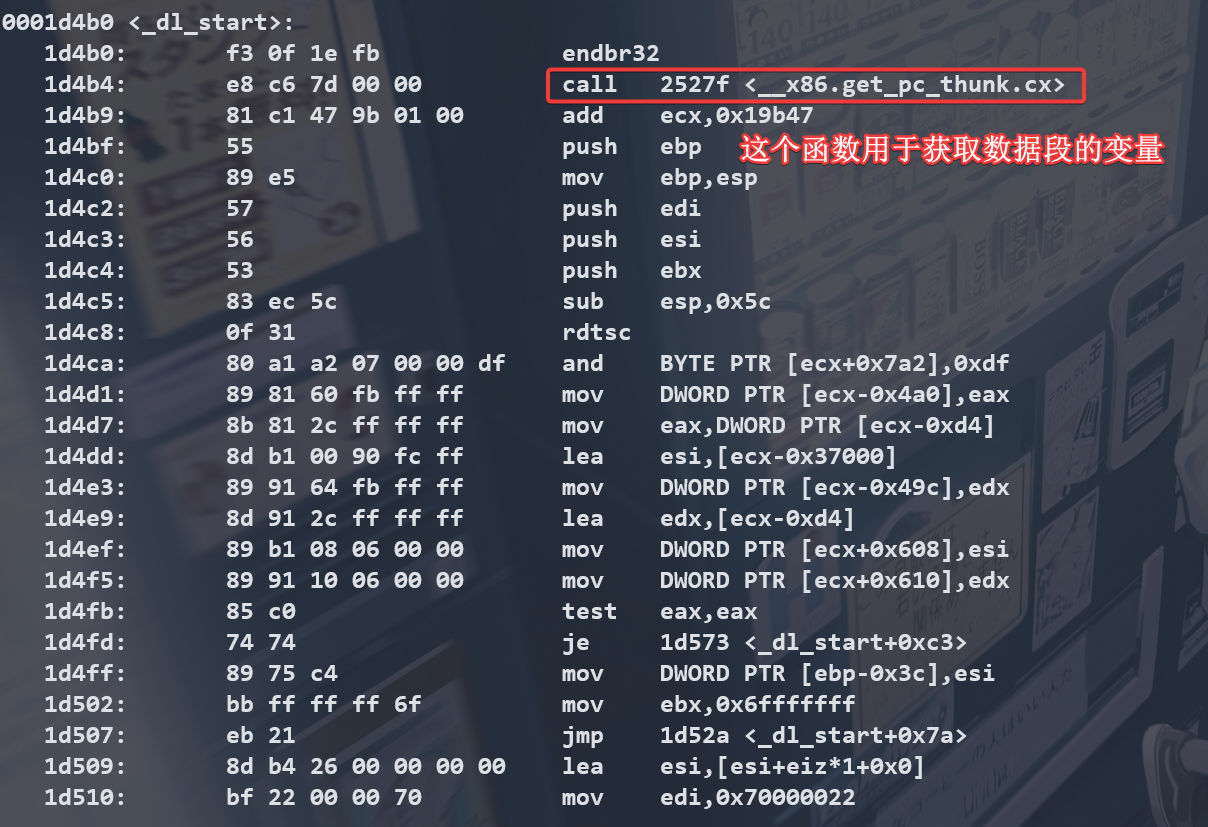 0001d4b0 <_dl_start>:
1d4b0: f3 0f 1e fb endbr32
1d4b4: e8 c6 7d 00 00 call 2527f <__x86.get_pc_thunk.cx>
1d4b9: 81 c1 47 9b 01 00 add ecx,0x19b47
1d4bf: 55 push ebp
这个函数用于获取数据段的变量
1d4c0: 89 e5 mov ebp,esp
1d4c2: 57 push edi
1d4c3: 56 push esi
1d4c4: 53 push ebx
1d4c5: 83 ec 5c sub esp,0x5c
1d4c8: 0f 31 rdtsc
1d4ca: 80 a1 a2 07 00 00 df and BYTE PTR [ecx+0x7a2],0xdf
1d4d1: 89 81 60 fb ff ff mov DWORD PTR [ecx-0x4a0],eax
1d4d7: 8b 81 2c ff ff ff mov eax,DWORD PTR [ecx-0xd4]
1d4dd: 8d b1 00 90 fc ff lea esi,[ecx-0x37000]
1d4e3: 89 91 64 fb ff ff mov DWORD PTR [ecx-0x49c],edx
1d4e9: 8d 91 2c ff ff ff lea edx,[ecx-0xd4]
1d4ef: 89 b1 08 06 00 00 mov DWORD PTR [ecx+0x608],esi
1d4f5: 89 91 10 06 00 00 mov DWORD PTR [ecx+0x610],edx
1d4fb: 85 c0 test eax,eax
1d4fd: 74 74 je 1d573 <_dl_start+0xc3>
1d4ff: 89 75 c4 mov DWORD PTR [ebp-0x3c],esi
1d502: bb ff ff ff 6f mov ebx,0x6fffffff
1d507: eb 21 jmp 1d52a <_dl_start+0x7a>
1d509: 8d b4 26 00 00 00 00 lea esi,[esi+eiz*1+0x0]
1d510: bf 22 00 00 70 mov edi,0x70000022